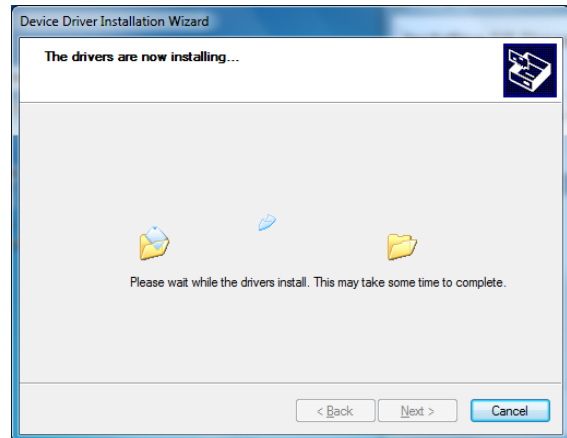 Device Driver Installation Wizard
The drivers are now installing...
Please wait while the drivers install. This may take some time to complete.
< Back
Next >
Cancel